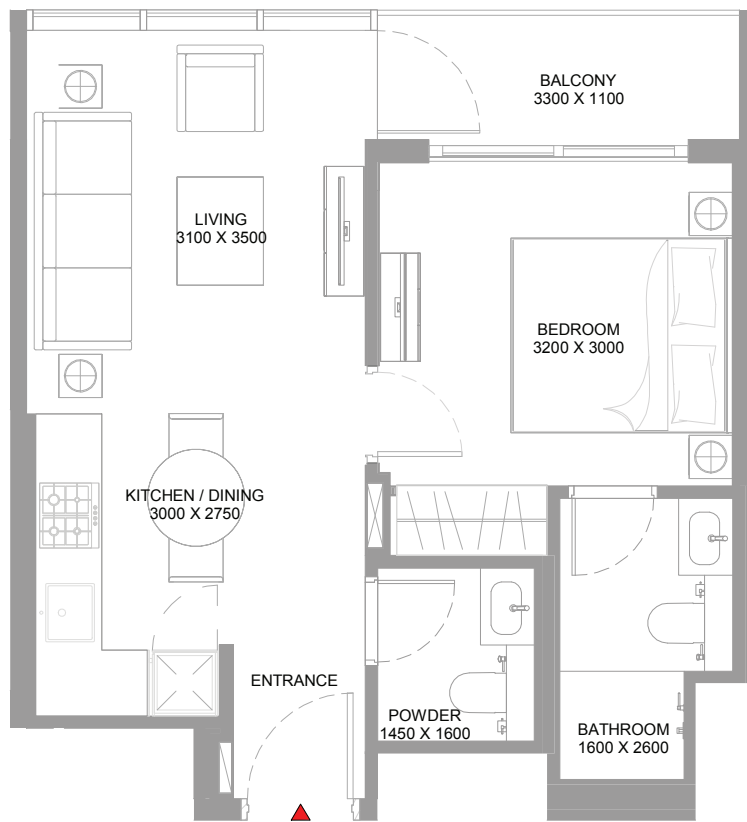 BALCONY
3300 X 1100
LIVING
3100 X 3500
BEDROOM
3200 X 3000
KITCHEN / DINING
3000 X 2750
ENTRANCE
POWDER
1450 X 1600
BATHROOM
1600 X 2600